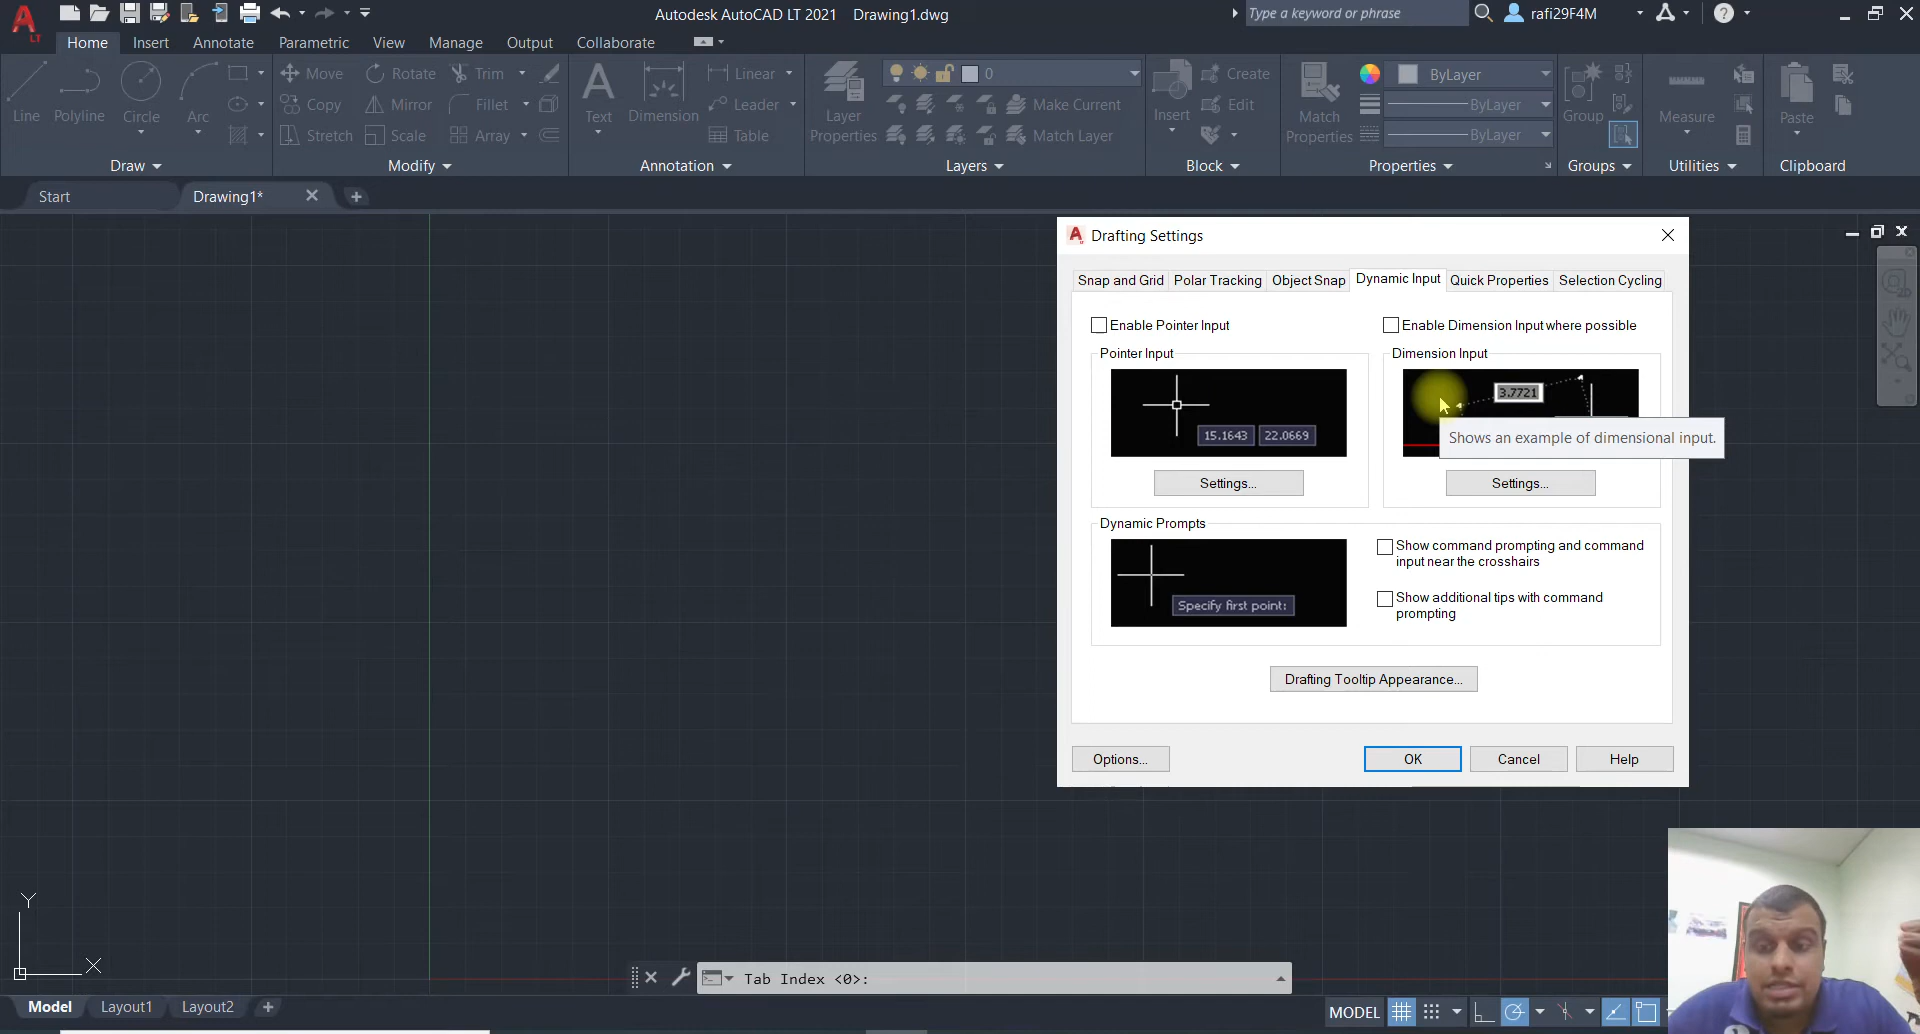 Autodesk AutoCAD LT 2021 Drawing1.dwg
Type a keyword or phrase
rafi29F4M
LT
Home Insert Annotate Parametric View Manage Output Collaborate
Line Polyline Circle Arc
Move Rotate Trim
Copy Mirror Fillet
Stretch Scale Array
Text Dimension
Linear
Leader
Table
Layer Properties
0
Make Current
Match Layer
Insert
Create
Edit
Match Properties
ByLayer
ByLayer
ByLayer
Group
Measure
Paste
Draw Modify Annotation Layers Block Properties Groups Utilities Clipboard
Start Drawing1*
Drafting Settings
Snap and Grid Polar Tracking Object Snap Dynamic Input Quick Properties Selection Cycling
Enable Pointer Input
Enable Dimension Input where possible
Pointer Input
Dimension Input
15.1643 22.0669
3.7721
Shows an example of dimensional input.
Settings...
Settings...
Dynamic Prompts
Specify first point:
Show command prompting and command
input near the crosshairs
Show additional tips with command
prompting
Drafting Tooltip Appearance...
Options... OK Cancel Help
Y
X
Tab Index <0>:
Model Layout1 Layout2
MODEL